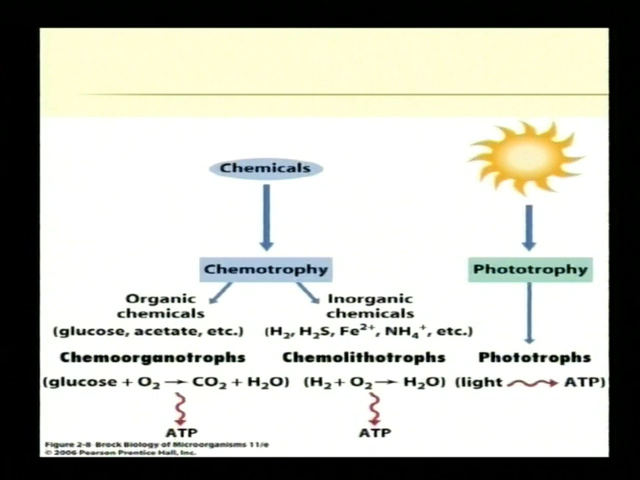 Chemicals
Chemotrophy
Phototrophy
Organic
chemicals
(glucose, acetate, etc.)
Inorganic
chemicals
(H₂, H₂S, Fe²⁺, NH₄⁺, etc.)
Chemoorganotrophs
Chemolithotrophs
Phototrophs
(glucose + O₂ → CO₂ + H₂O)
(H₂ + O₂ → H₂O)
(light → ATP)
ATP
ATP
Figure 2-8 Brock Biology of Microorganisms 11/e
© 2006 Pearson Prentice Hall, Inc.